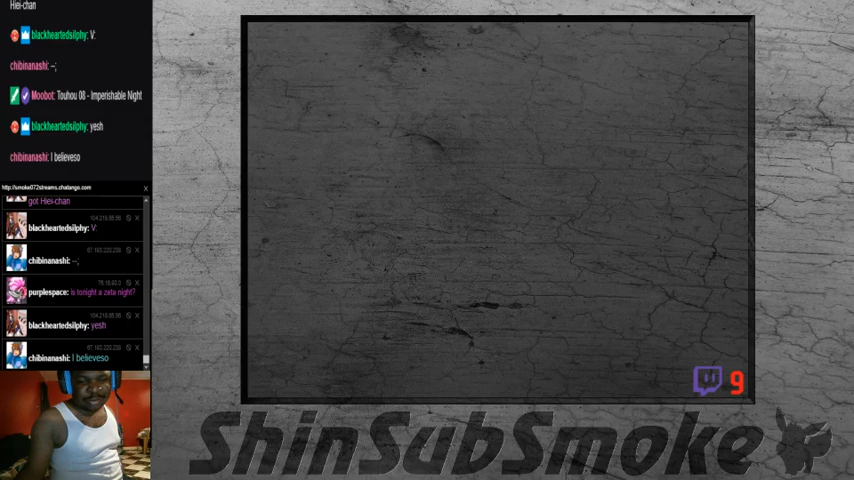 Hiei-chan
blackheartedsilphy: V:
chibinanashi: --;
Moobot: Touhou 08 - Imperishable Night
blackheartedsilphy: yesh
chibinanashi: I believeso
http://smoke072streams.chatango.com
x
got Hiei-chan
blackheartedsilphy: V:
chibinanashi: --;
purplespace: is tonight a zeta night?
blackheartedsilphy: yesh
chibinanashi: I believeso
9
ShinSubSmoke